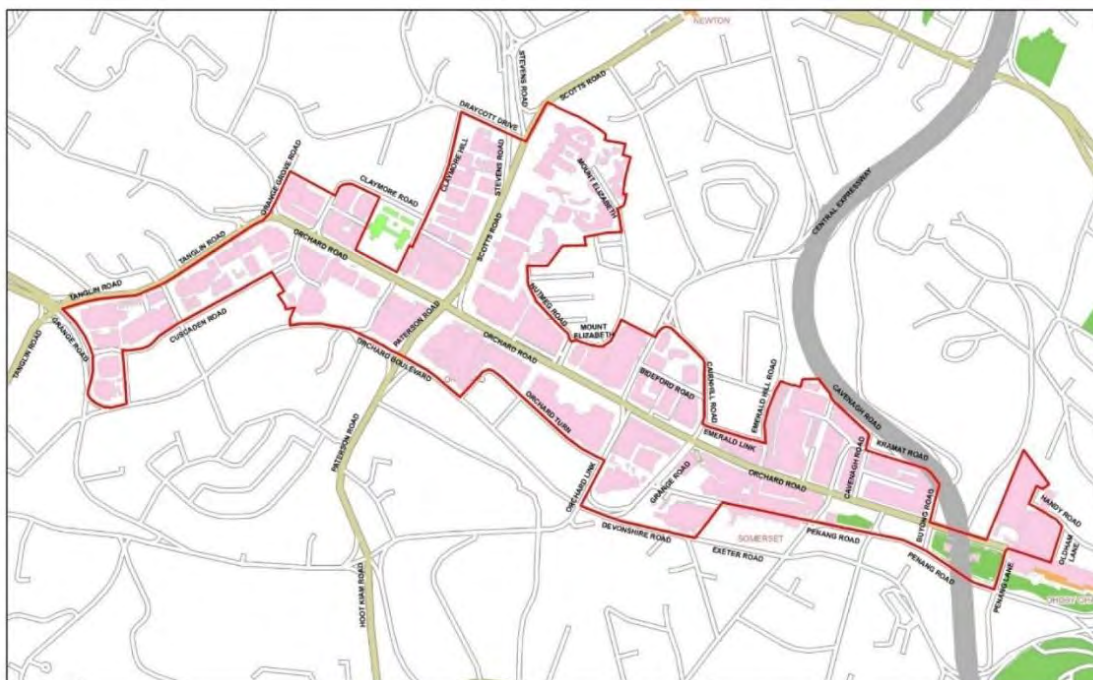 NEWTON
STEVENS ROAD
SCOTTS ROAD
DRAYCOTT DRIVE
CLAYMORE HILL
STEVENS ROAD
MOUNT ELIZABETH
GRANGE GROVE ROAD
CLAYMORE ROAD
CENTRAL EXPRESSWAY
TANGLIN ROAD
ORCHARD ROAD
SCOTTS ROAD
TANGLIN ROAD
GRANGE ROAD
CUSCADEN ROAD
PATERSON ROAD
NUTMEG ROAD
MOUNT
ELIZABETH
TANGLIN ROAD
ORCHARD BOULEVARD
ORCHARD ROAD
BIDEFORD ROAD
CAIRNHILL ROAD
EMERALD HILL ROAD
CAVENAGH ROAD
ORCHARD TURN
EMERALD LINK
KRAMAT ROAD
PATERSON ROAD
ORCHARD LINK
GRANGE ROAD
ORCHARD ROAD
CAVENAGH ROAD
BUYONG ROAD
HANDY ROAD
OLDHAM
LANE
DEVONSHIRE ROAD
SOMERSET
EXETER ROAD
PENANG ROAD
PENANG ROAD
PENANG LANE
HOOT KIAM ROAD